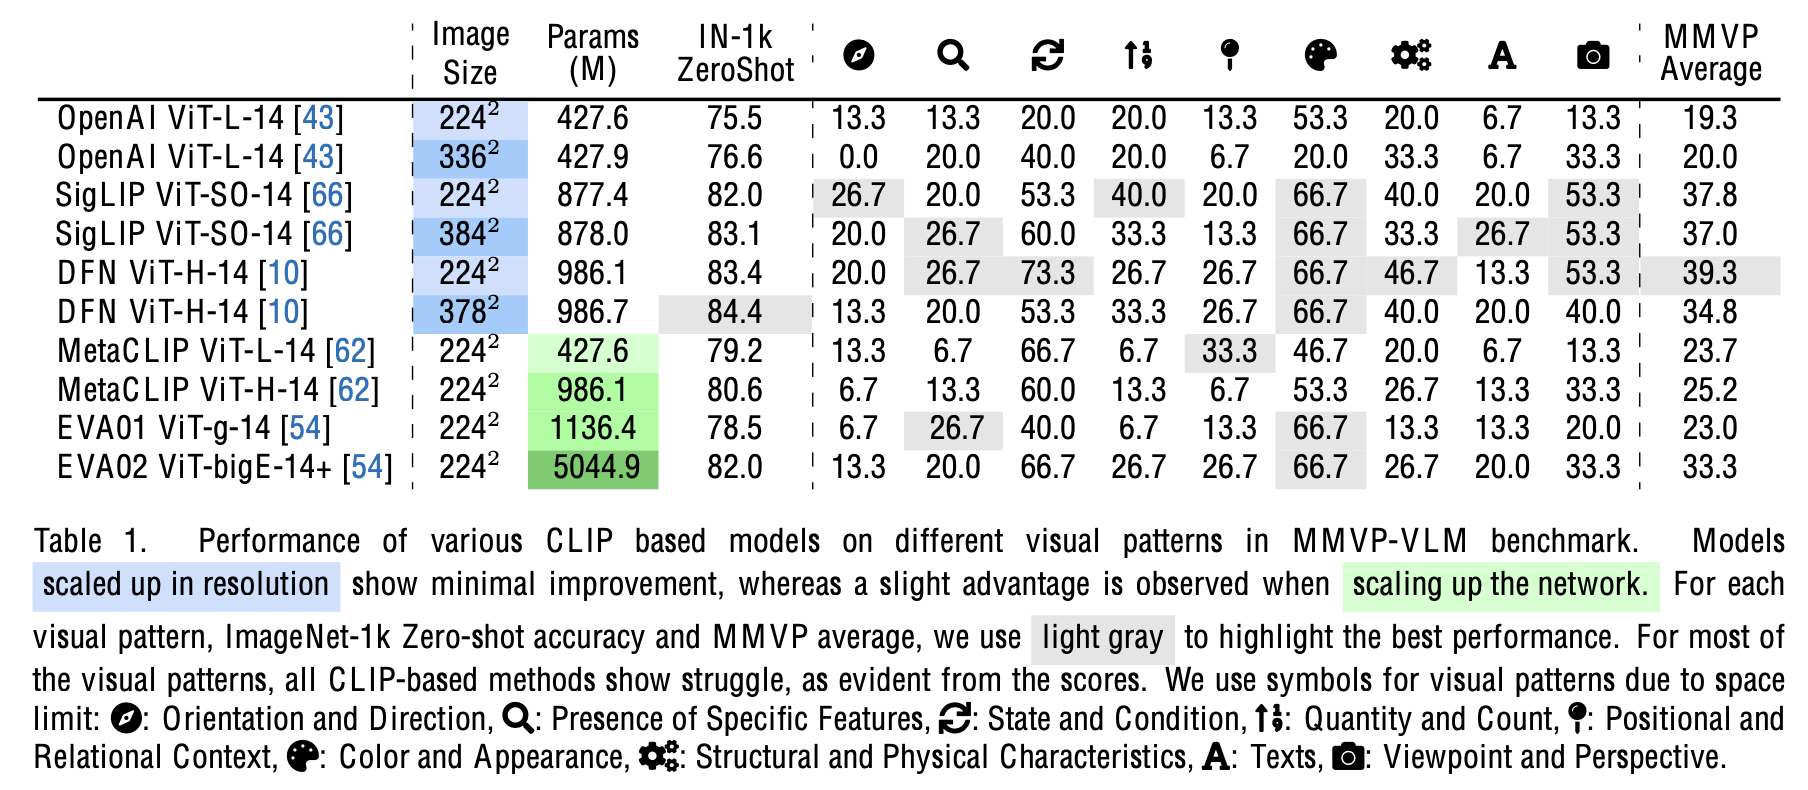 Image Size Params (M) IN-1k ZeroShot MMVP Average
OpenAI ViT-L-14 [43] 224² 427.6 75.5 13.3 13.3 20.0 20.0 13.3 53.3 20.0 6.7 13.3 19.3
OpenAI ViT-L-14 [43] 336² 427.9 76.6 0.0 20.0 40.0 20.0 6.7 20.0 33.3 6.7 33.3 20.0
SigLIP ViT-SO-14 [66] 224² 877.4 82.0 26.7 20.0 53.3 40.0 20.0 66.7 40.0 20.0 53.3 37.8
SigLIP ViT-SO-14 [66] 384² 878.0 83.1 20.0 26.7 60.0 33.3 13.3 66.7 33.3 26.7 53.3 37.0
DFN ViT-H-14 [10] 224² 986.1 83.4 20.0 26.7 73.3 26.7 26.7 66.7 46.7 13.3 53.3 39.3
DFN ViT-H-14 [10] 378² 986.7 84.4 13.3 20.0 53.3 33.3 26.7 66.7 40.0 20.0 40.0 34.8
MetaCLIP ViT-L-14 [62] 224² 427.6 79.2 13.3 6.7 66.7 6.7 33.3 46.7 20.0 6.7 13.3 23.7
MetaCLIP ViT-H-14 [62] 224² 986.1 80.6 6.7 13.3 60.0 13.3 6.7 53.3 26.7 13.3 33.3 25.2
EVA01 ViT-g-14 [54] 224² 1136.4 78.5 6.7 26.7 40.0 6.7 13.3 66.7 13.3 13.3 20.0 23.0
EVA02 ViT-bigE-14+ [54] 224² 5044.9 82.0 13.3 20.0 66.7 26.7 26.7 66.7 26.7 20.0 33.3 33.3
Table 1. Performance of various CLIP based models on different visual patterns in MMVP-VLM benchmark. Models
scaled up in resolution show minimal improvement, whereas a slight advantage is observed when scaling up the network. For each
visual pattern, ImageNet-1k Zero-shot accuracy and MMVP average, we use light gray to highlight the best performance. For most of
the visual patterns, all CLIP-based methods show struggle, as evident from the scores. We use symbols for visual patterns due to space
limit: : Orientation and Direction, : Presence of Specific Features, : State and Condition, : Quantity and Count, : Positional and
Relational Context, : Color and Appearance, : Structural and Physical Characteristics, A: Texts, : Viewpoint and Perspective.